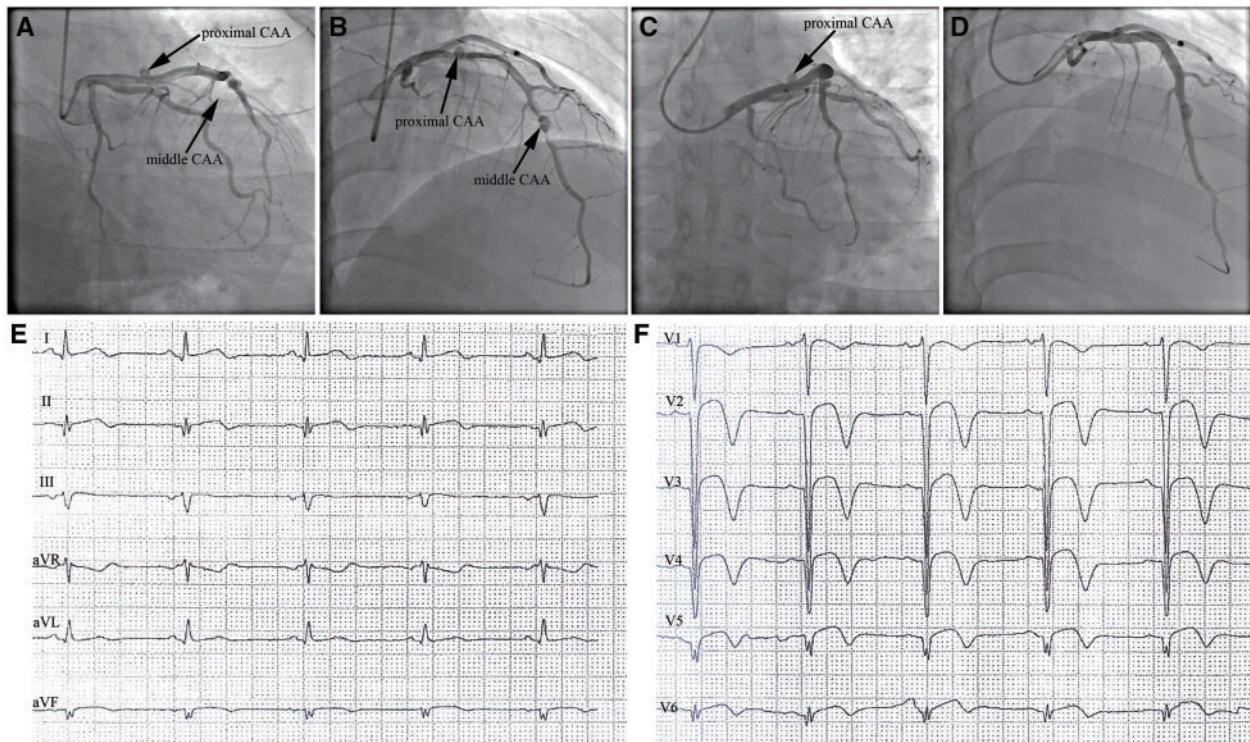 A
proximal CAA
middle CAA
B
proximal CAA
middle CAA
C
proximal CAA
D
E
I
II
III
aVR
aVL
aVF
F
V1
V2
V3
V4
V5
V6